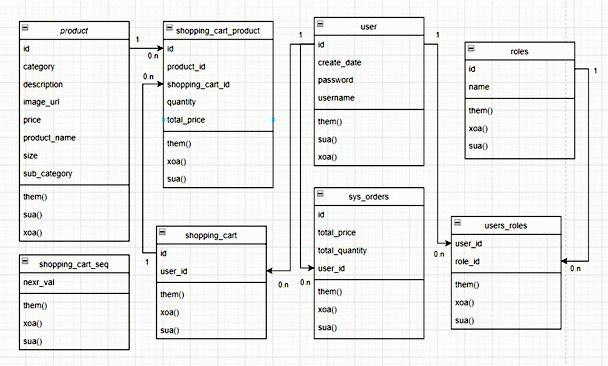 product
id
category
description
image_url
price
product_name
size
sub_category
them()
sua()
xoa()
1
0.n
shopping_cart_product
id
product_id
shopping_cart_id
quantity
total_price
them()
xoa()
sua()
user
id
create_date
password
username
them()
sua()
xoa()
1
1
roles
id
name
them()
xoa()
sua()
1
shopping_cart_seq
nexr_val
them()
xoa()
sua()
shopping_cart
id
user_id
them()
xoa()
sua()
1
0.n
sys_orders
id
total_price
total_quantity
user_id
them()
xoa()
sua()
0.n
users_roles
user_id
role_id
them()
xoa()
sua()
0.n
0.n